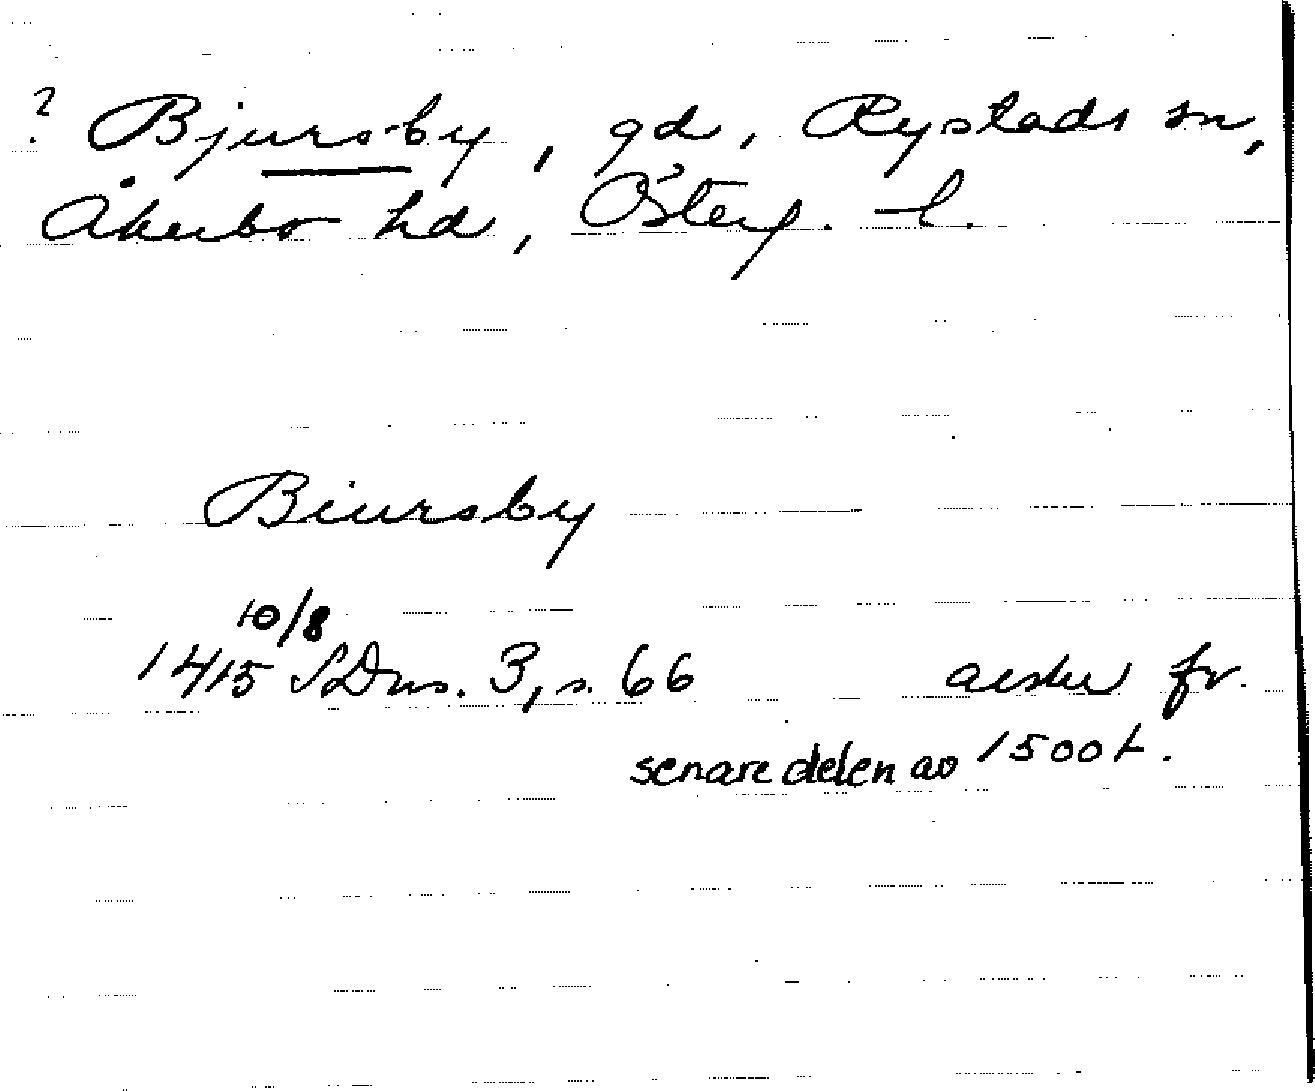 ? Bjursby, gd, Rystads sn,
Åkerbo hd, Österg. l.
Biursby
10/8
1415 SDns. 3, s. 66 avskr fr.
senare delen av 1500 t.